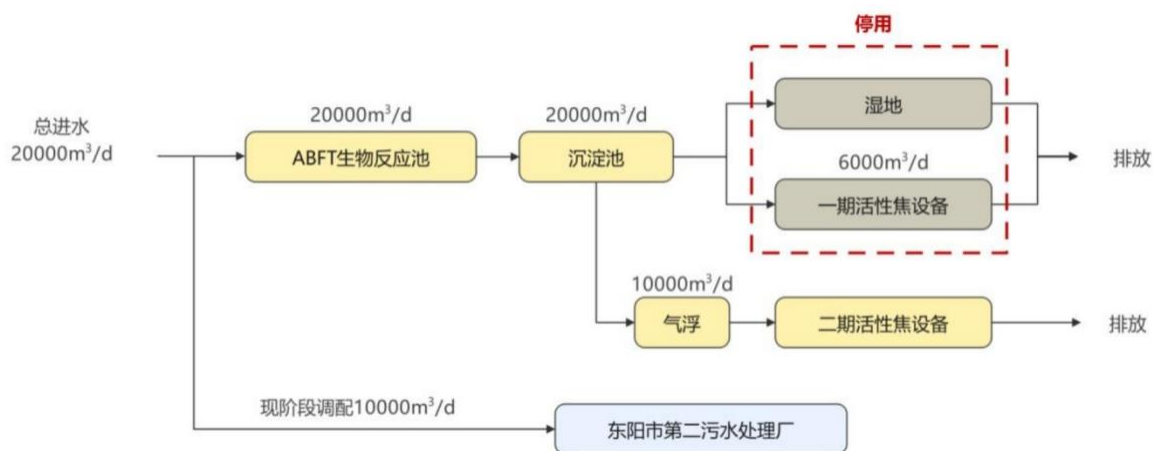 停用
总进水
20000m³/d
20000m³/d
ABFT生物反应池
20000m³/d
沉淀池
湿地
6000m³/d
一期活性焦设备
排放
10000m³/d
气浮
二期活性焦设备
排放
现阶段调配10000m³/d
东阳市第二污水处理厂